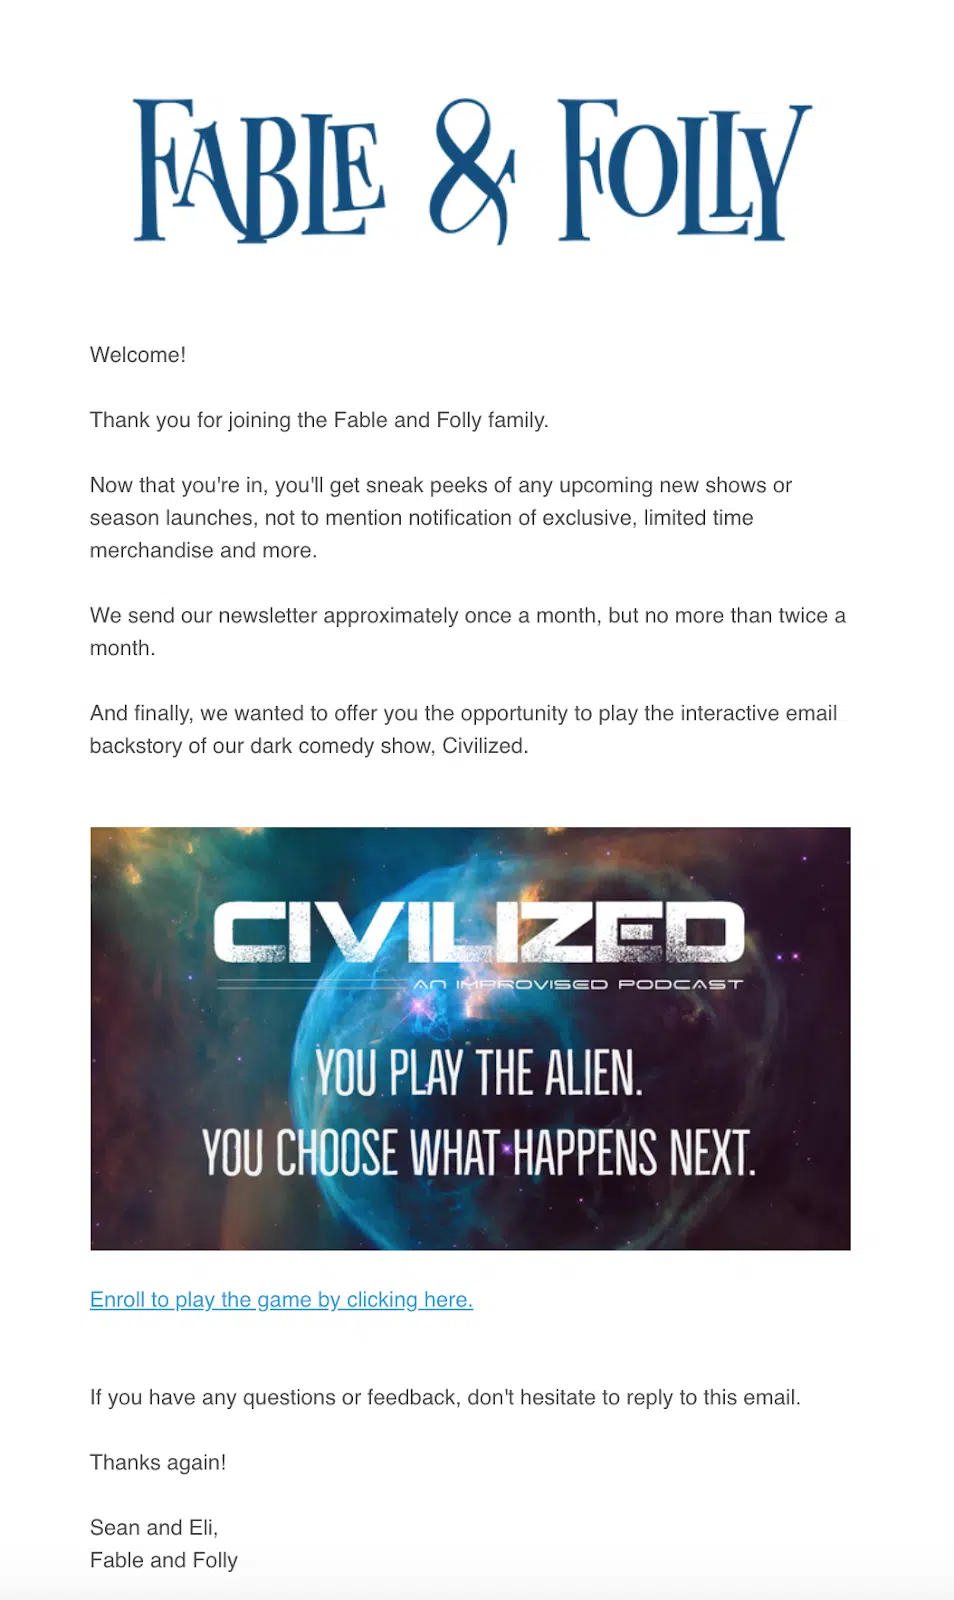 FABLE & FOLLY
Welcome!
Thank you for joining the Fable and Folly family.
Now that you're in, you'll get sneak peeks of any upcoming new shows or
season launches, not to mention notification of exclusive, limited time
merchandise and more.
We send our newsletter approximately once a month, but no more than twice a
month.
And finally, we wanted to offer you the opportunity to play the interactive email
backstory of our dark comedy show, Civilized.
CIVILIZED
AN IMPROVISED PODCAST
YOU PLAY THE ALIEN.
YOU CHOOSE WHAT HAPPENS NEXT.
Enroll to play the game by clicking here.
If you have any questions or feedback, don't hesitate to reply to this email.
Thanks again!
Sean and Eli,
Fable and Folly